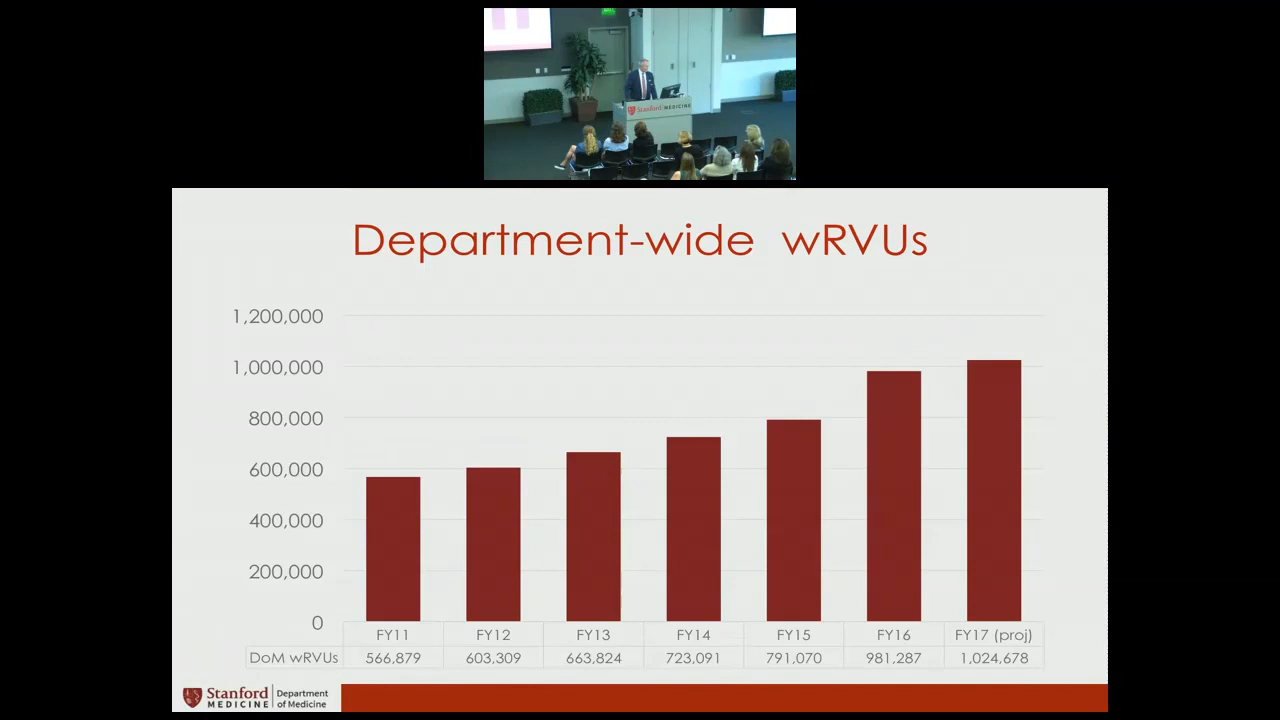 Stanford MEDICINE
Department-wide wRVUs
1,200,000
1,000,000
800,000
600,000
400,000
200,000
0
FY11 FY12 FY13 FY14 FY15 FY16 FY17 (proj)
DoM wRVUs 566,879 603,309 663,824 723,091 791,070 981,287 1,024,678
Stanford MEDICINE
Department of Medicine